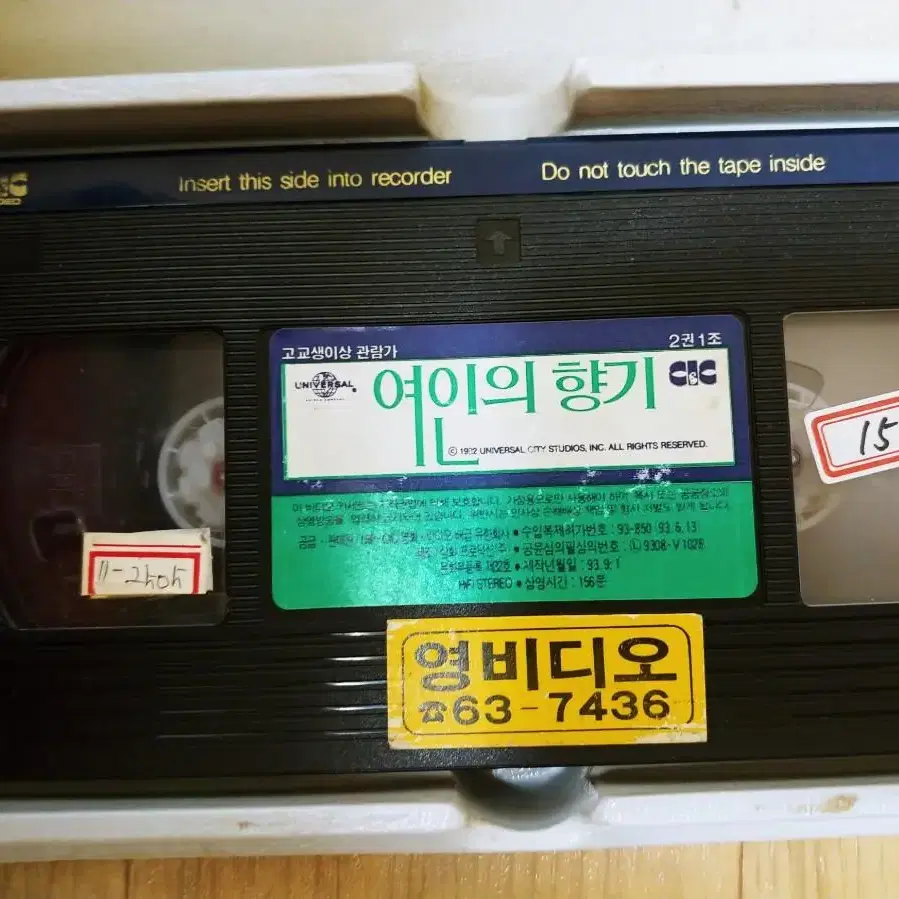 Insert this side into recorder
Do not touch the tape inside
고교생이상 관람가
2권 1조
UNIVERSAL
여인의 향기
CIC
© 1992 UNIVERSAL CITY STUDIOS, INC. ALL RIGHTS RESERVED.
수입복제허가번호 : 93-850 93.6.13
공윤심의필심의번호 : Ⓛ 9308-V1028
제작년월일 : 93.9.1
HiFi STEREO ● 상영시간 : 156분
15
영비디오
☎63-7436